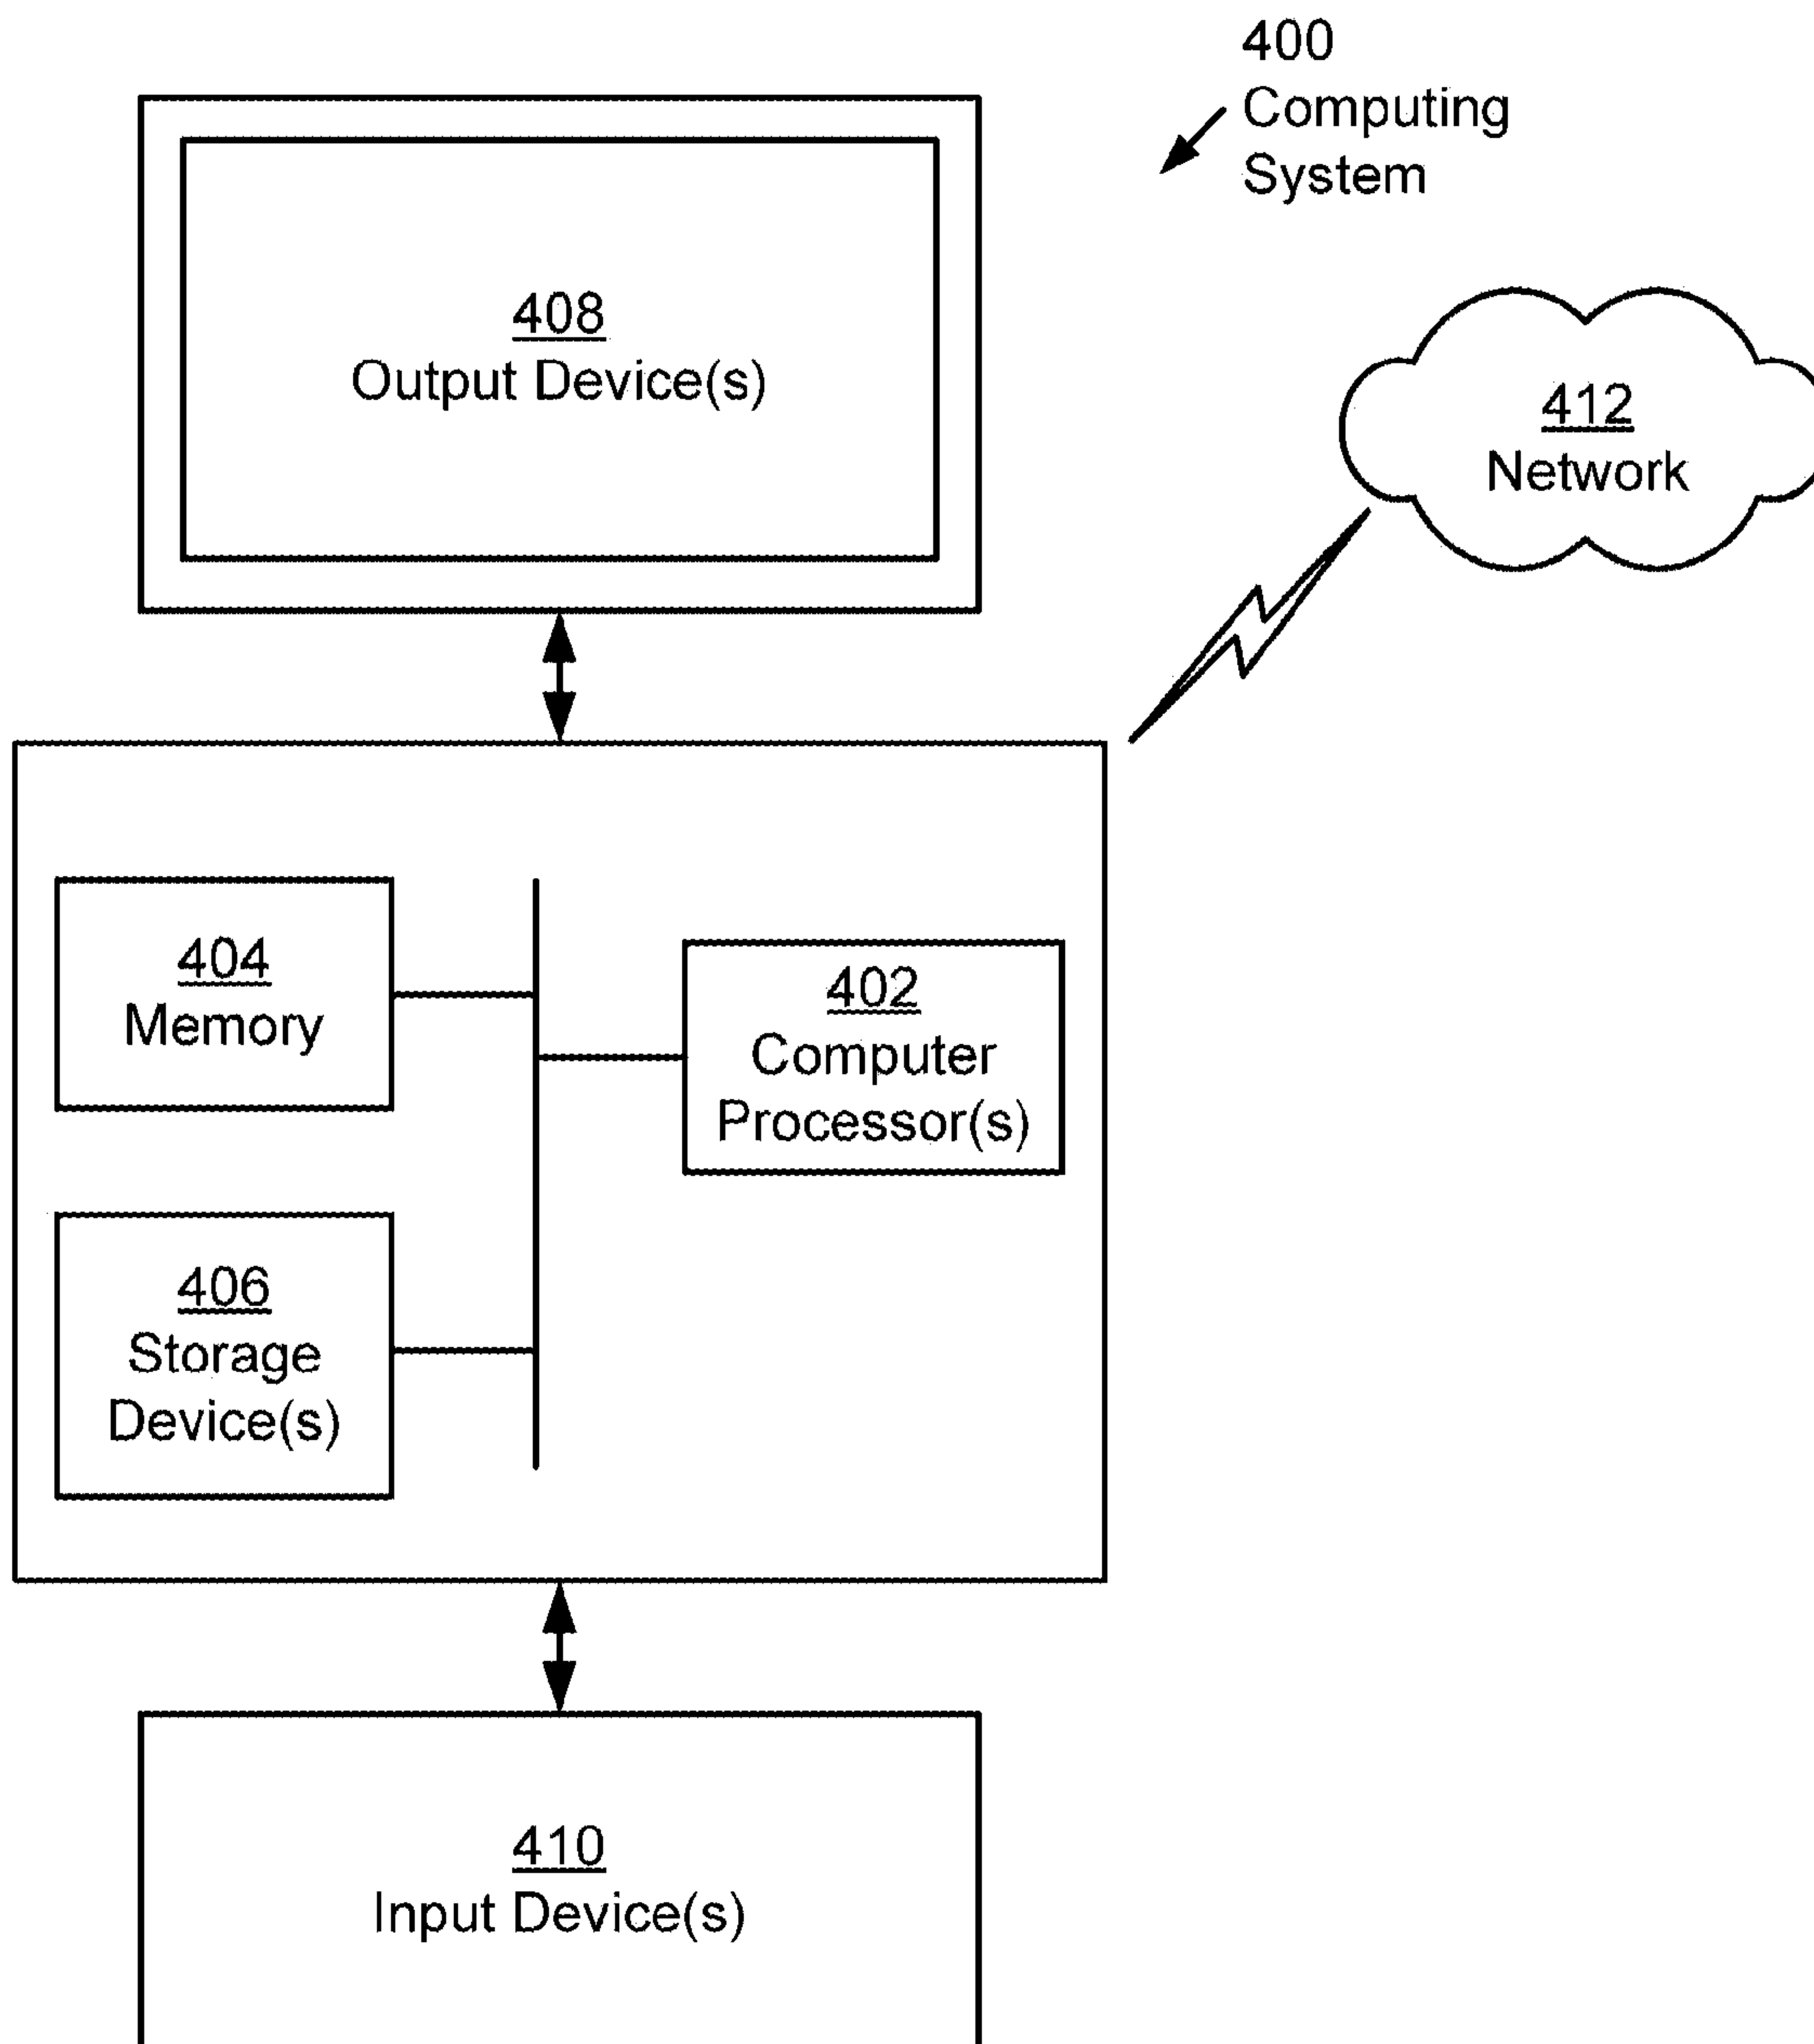 400
Computing
System
408
Output Device(s)
412
Network
404
Memory
402
Computer
Processor(s)
406
Storage
Device(s)
410
Input Device(s)